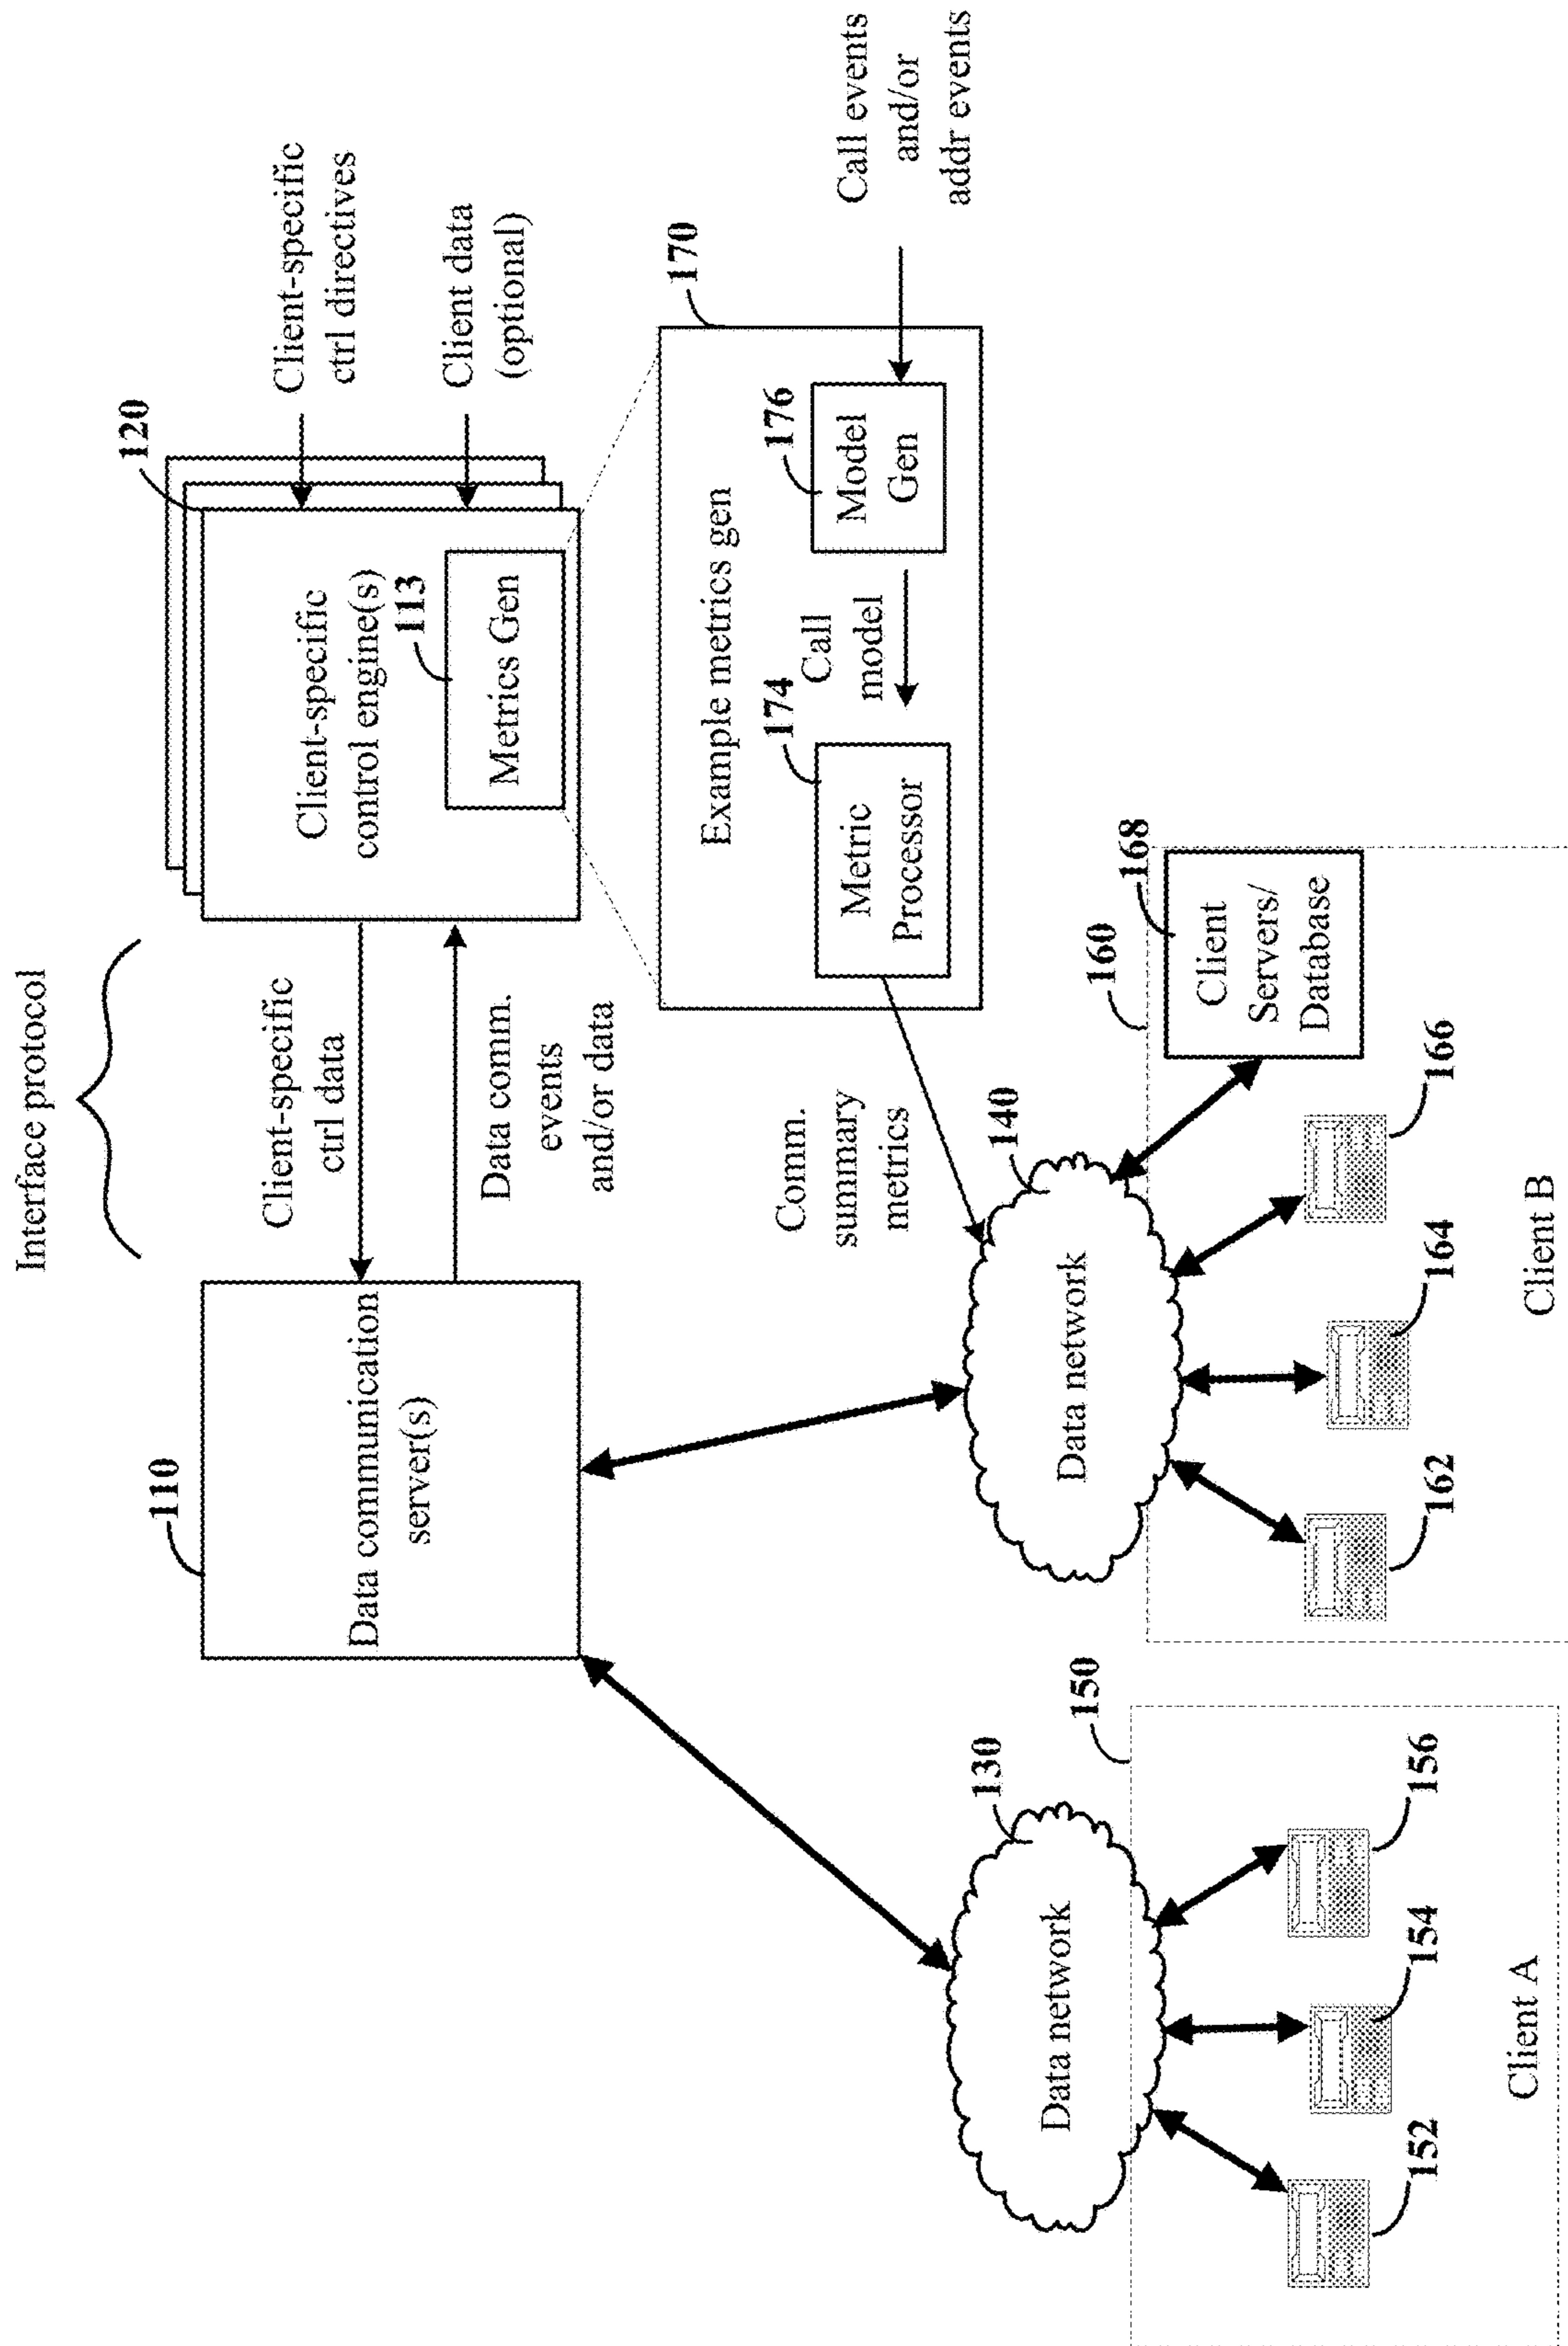 Interface protocol
110
Data communication
server(s)
Client-specific
ctrl data
Data comm.
events
and/or data
120
Client-specific
control engine(s)
113
Metrics Gen
Client-specific
ctrl directives
Client data
(optional)
170
Example metrics gen
174
Metric
Processor
Call
model
176
Model
Gen
Call events
and/or
addr events
Comm.
summary
metrics
130
Data network
140
Data network
150
152
154
156
Client A
160
162
164
166
168
Client
Servers/
Database
Client B